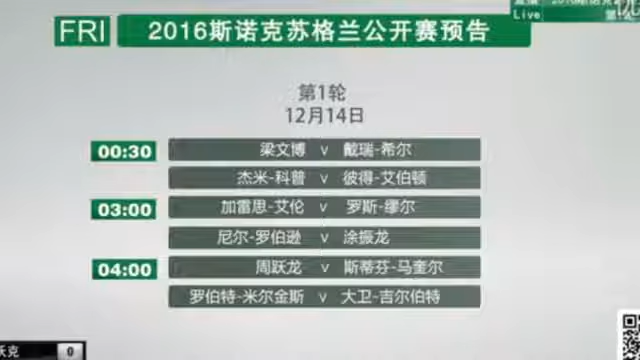 FRI 2016斯诺克苏格兰公开赛预告
Live
第1轮
12月14日
00:30 梁文博 v 戴瑞-希尔
杰米-科普 v 彼得-艾伯顿
03:00 加雷思-艾伦 v 罗斯-缪尔
尼尔-罗伯逊 v 涂振龙
04:00 周跃龙 v 斯蒂芬-马奎尔
罗伯特-米尔金斯 v 大卫-吉尔伯特
沃克 0